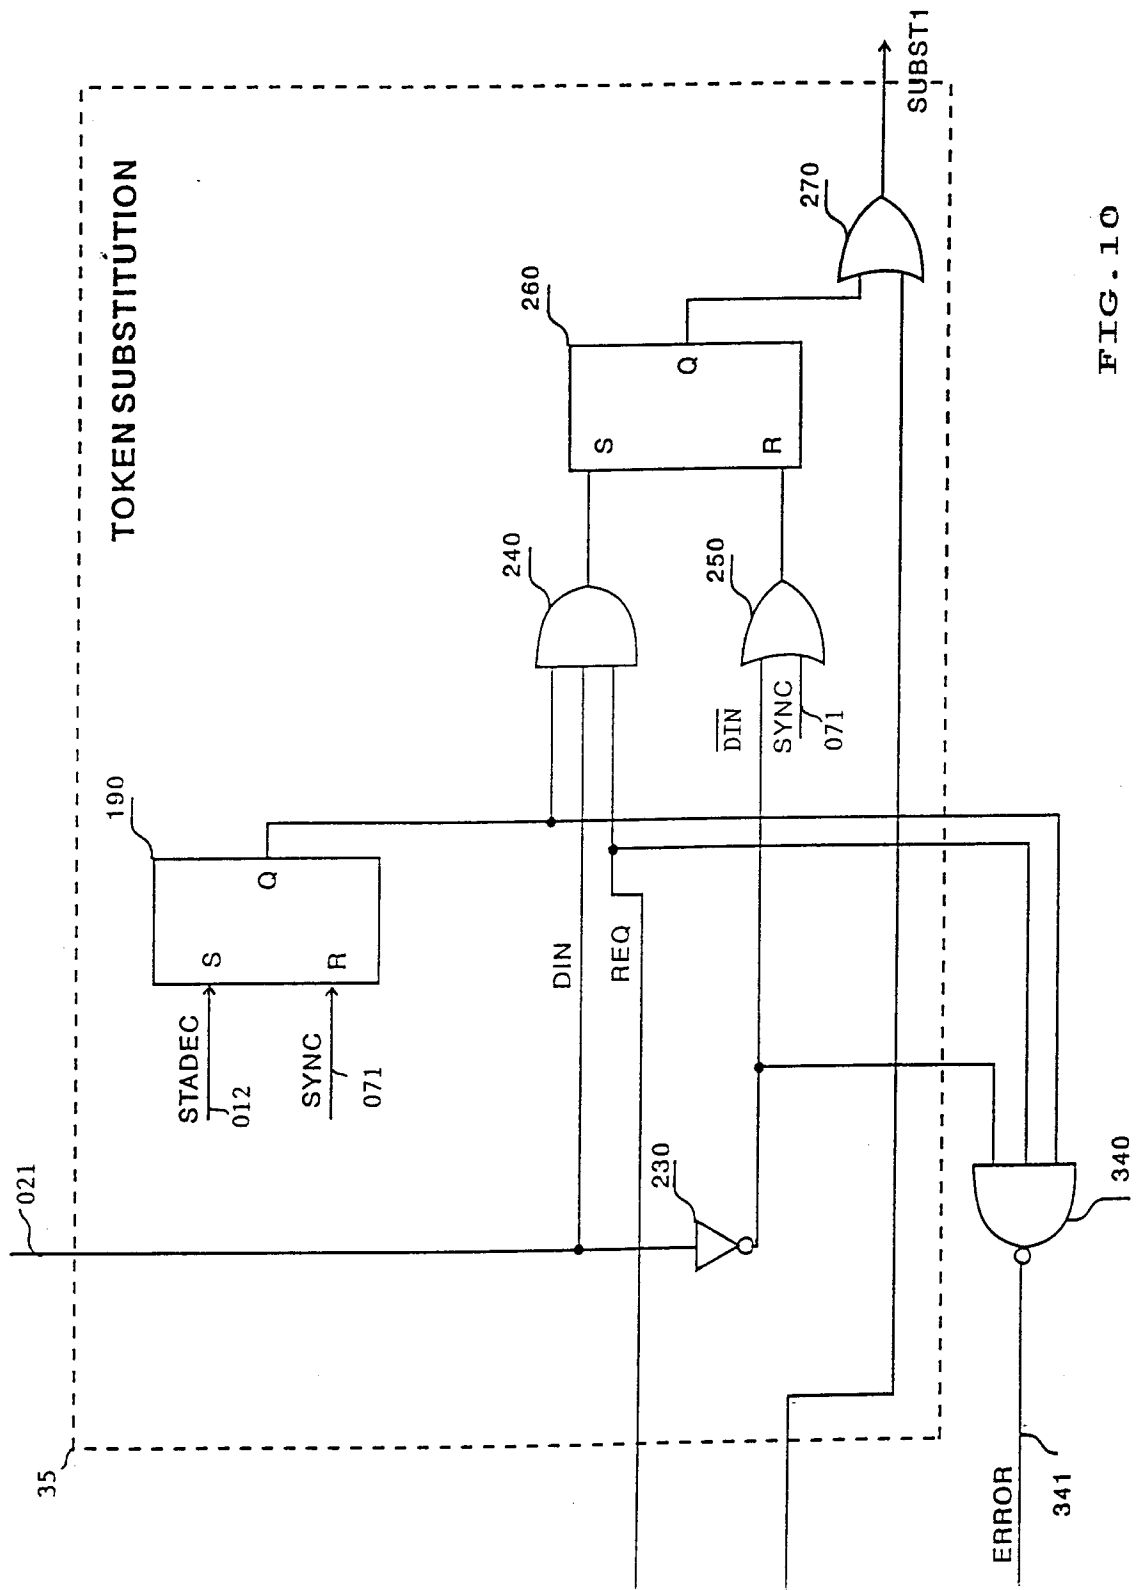 35
021
TOKEN SUBSTITUTION
STADEC
012
SYNC
071
S
R
Q
190
DIN
REQ
230
240
DIN
SYNC
071
250
S
R
Q
260
270
SUBST1
340
ERROR
341
FIG.10